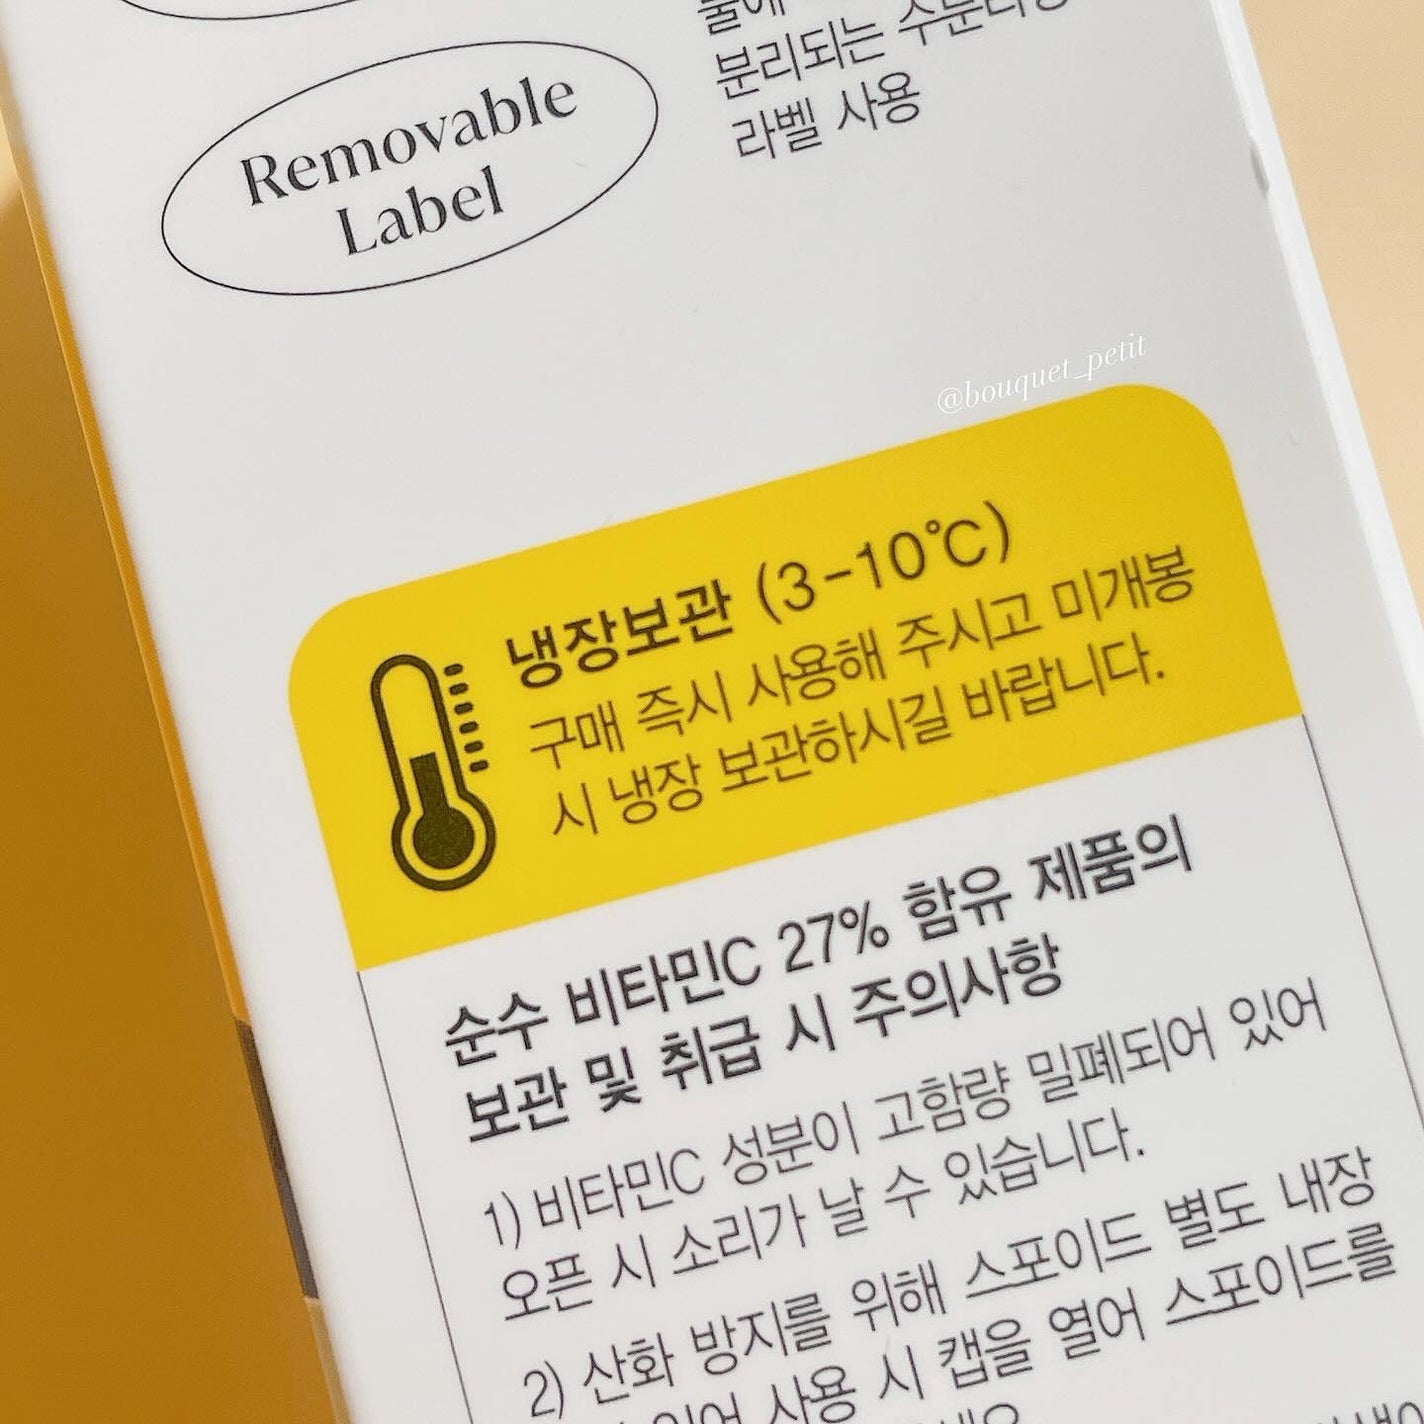 Removable
Label
분리되는
라벨 사용
@bouquet_petit
냉장보관 (3-10℃)
구매 즉시 사용해 주시고 미개봉
시 냉장 보관하시길 바랍니다.
순수 비타민C 27% 함유 제품의
보관 및 취급 시 주의사항
1) 비타민C 성분이 고함량 밀폐되어 있어
오픈 시 소리가 날 수 있습니다.
2) 산화 방지를 위해 스포이드 별도 내장
사용 시 캡을 열어 스포이드를